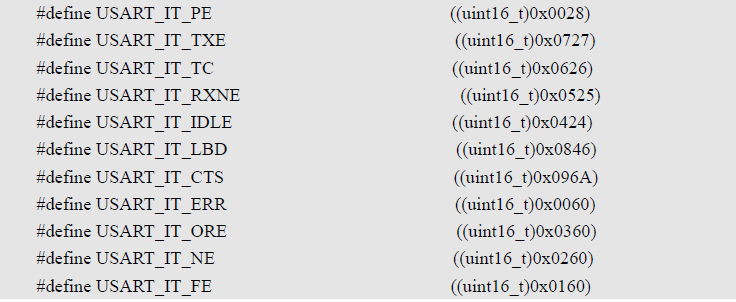 #define USART_IT_PE ((uint16_t)0x0028)
#define USART_IT_TXE ((uint16_t)0x0727)
#define USART_IT_TC ((uint16_t)0x0626)
#define USART_IT_RXNE ((uint16_t)0x0525)
#define USART_IT_IDLE ((uint16_t)0x0424)
#define USART_IT_LBD ((uint16_t)0x0846)
#define USART_IT_CTS ((uint16_t)0x096A)
#define USART_IT_ERR ((uint16_t)0x0060)
#define USART_IT_ORE ((uint16_t)0x0360)
#define USART_IT_NE ((uint16_t)0x0260)
#define USART_IT_FE ((uint16_t)0x0160)